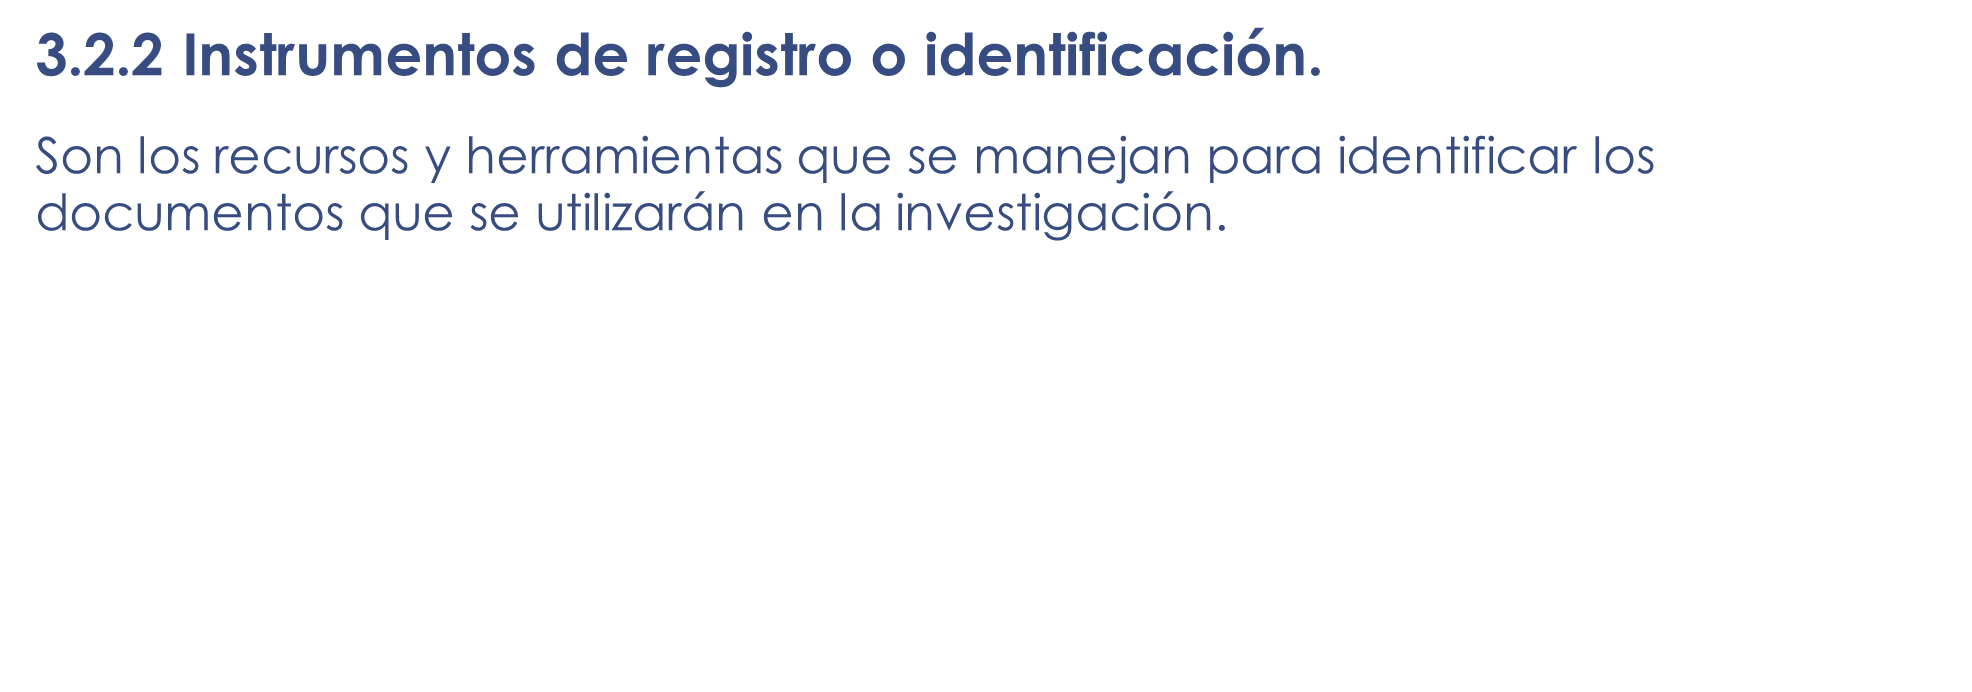 3.2.2 Instrumentos de registro o identificación.
Son los recursos y herramientas que se manejan para identificar los
documentos que se utilizarán en la investigación.